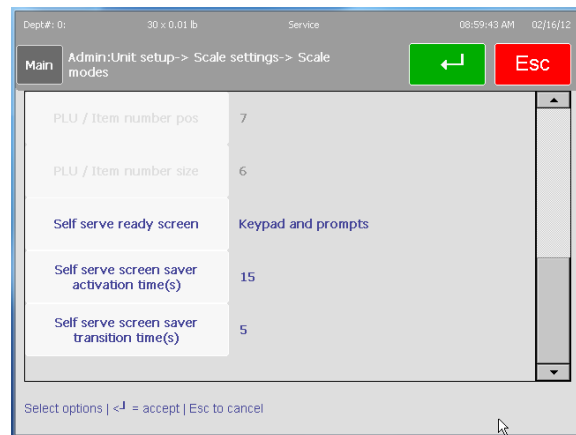 Dept#: 0: 30 x 0.01 lb Service 08:59:43 AM 02/16/12
Main Admin:Unit setup-> Scale settings-> Scale modes Esc
PLU / Item number pos 7
PLU / Item number size 6
Self serve ready screen Keypad and prompts
Self serve screen saver activation time(s) 15
Self serve screen saver transition time(s) 5
Select options | <┘ = accept | Esc to cancel